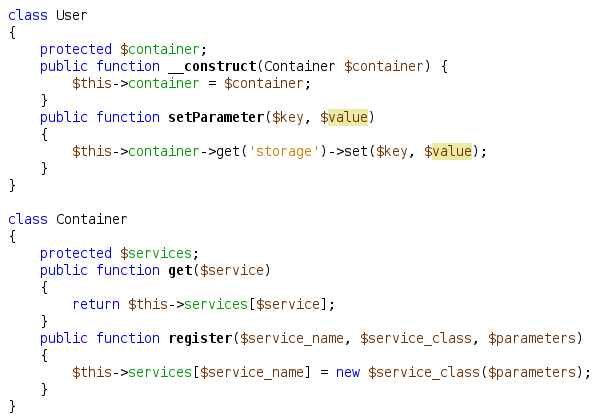 class User
{
    protected $container;
    public function __construct(Container $container) {
        $this->container = $container;
    }
    public function setParameter($key, $value)
    {
        $this->container->get('storage')->set($key, $value);
    }
}

class Container
{
    protected $services;
    public function get($service)
    {
        return $this->services[$service];
    }
    public function register($service_name, $service_class, $parameters)
    {
        $this->services[$service_name] = new $service_class($parameters);
    }
}